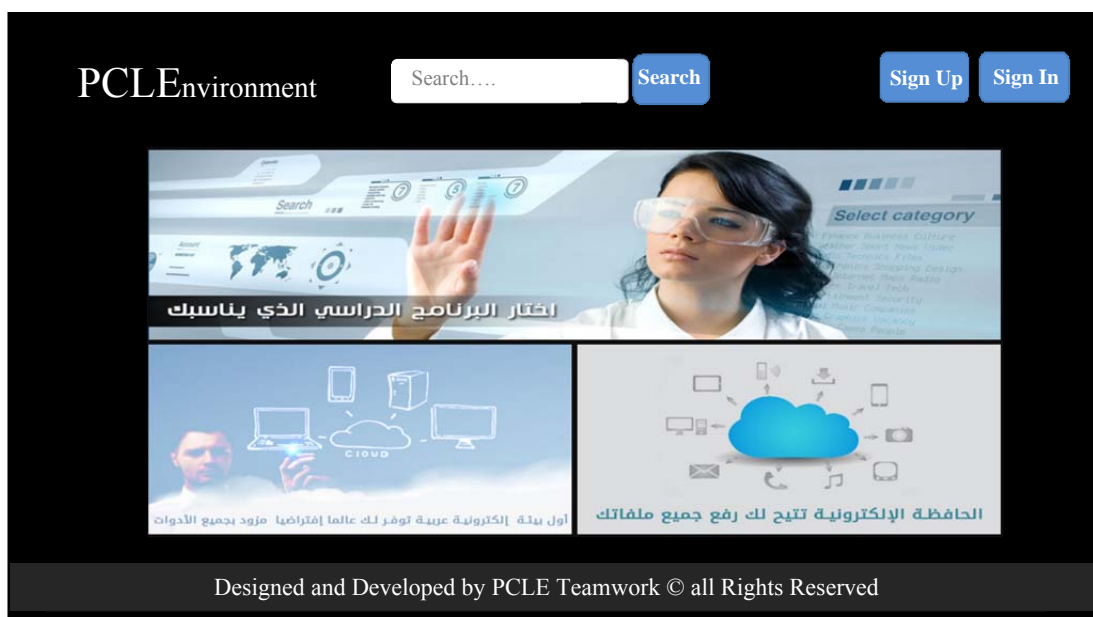 PCLEnvironment
Search….
Search
Sign Up
Sign In
Search
Account
Select category
اختار البرنامج الدراسي الذي يناسبك
CLOUD
أول بيئة إلكترونية عربية توفر لك عالما إفتراضيا مزود بجميع الأدوات
الحافظة الإلكترونية تتيح لك رفع جميع ملفاتك
Designed and Developed by PCLE Teamwork © all Rights Reserved